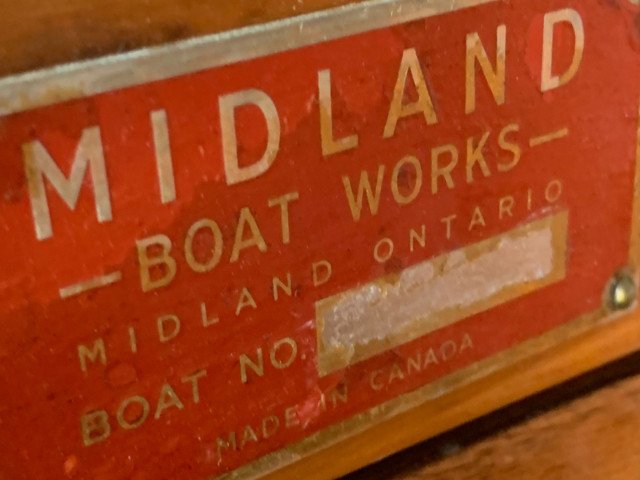 MIDLAND
—BOAT WORKS—
MIDLAND ONTARIO
BOAT NO.
MADE IN CANADA